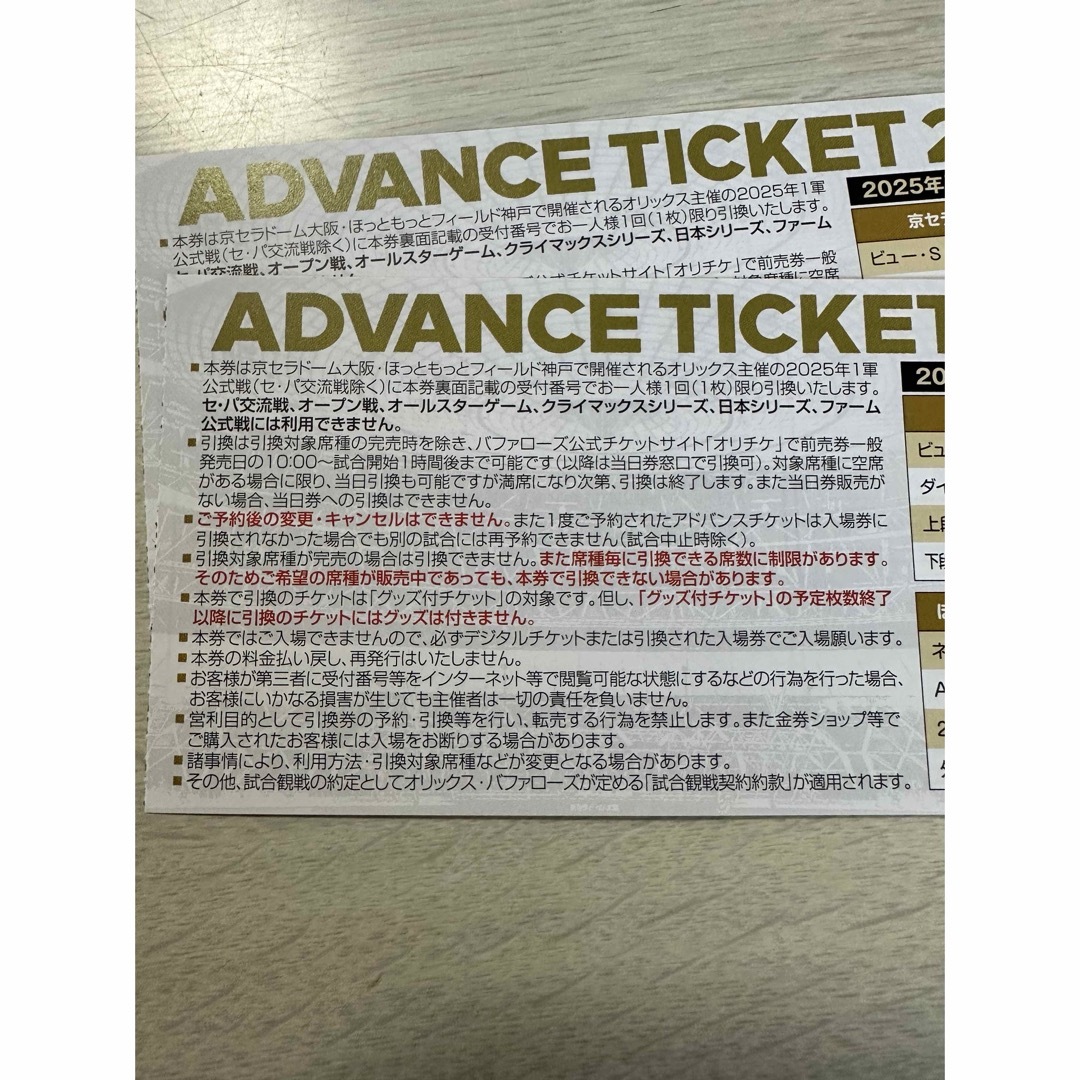 ADVANCE TICKET 2
■本券は京セラドーム大阪・ほっともっとフィールド神戸で開催されるオリックス主催の2025年1軍
公式戦(セ・パ交流戦除く)に本券裏面記載の受付番号でお一人様1回(1枚)限り引換いたします。
セ・パ交流戦、オープン戦、オールスターゲーム、クライマックスシリーズ、日本シリーズ、ファーム
公式チケットサイト「オリチケ」で前売券一般
2025年
京セラ
ビュー・S
ADVANCE TICKET
■本券は京セラドーム大阪・ほっともっとフィールド神戸で開催されるオリックス主催の2025年1軍
公式戦(セ・パ交流戦除く)に本券裏面記載の受付番号でお一人様1回(1枚)限り引換いたします。
セ・パ交流戦、オープン戦、オールスターゲーム、クライマックスシリーズ、日本シリーズ、ファーム
公式戦には利用できません。
■引換は引換対象席種の完売時を除き、バファローズ公式チケットサイト「オリチケ」で前売券一般
発売日の10:00〜試合開始1時間後まで可能です(以降は当日券窓口で引換可)。対象席種に空席
がある場合に限り、当日引換も可能ですが満席になり次第、引換は終了します。また当日券販売が
ない場合、当日券への引換はできません。
■ご予約後の変更・キャンセルはできません。また1度ご予約されたアドバンスチケットは入場券に
引換されなかった場合でも別の試合には再予約できません(試合中止時除く)。
■引換対象席種が完売の場合は引換できません。また席種毎に引換できる席数に制限があります。
そのためご希望の席種が販売中であっても、本券で引換できない場合があります。
■本券で引換のチケットは「グッズ付チケット」の対象です。但し、「グッズ付チケット」の予定枚数終了
以降に引換のチケットにはグッズは付きません。
■本券ではご入場できませんので、必ずデジタルチケットまたは引換された入場券でご入場願います。
■本券の料金払い戻し、再発行はいたしません。
■お客様が第三者に受付番号等をインターネット等で閲覧可能な状態にするなどの行為を行った場合、
お客様にいかなる損害が生じても主催者は一切の責任を負いません。
■営利目的として引換券の予約・引換等を行い、転売する行為を禁止します。また金券ショップ等で
ご購入されたお客様には入場をお断りする場合があります。
■諸事情により、利用方法・引換対象席種などが変更となる場合があります。
■その他、試合観戦の約定としてオリックス・バファローズが定める「試合観戦契約約款」が適用されます。
20
ビュ
ダイ
上段
下段
ネ
A
2